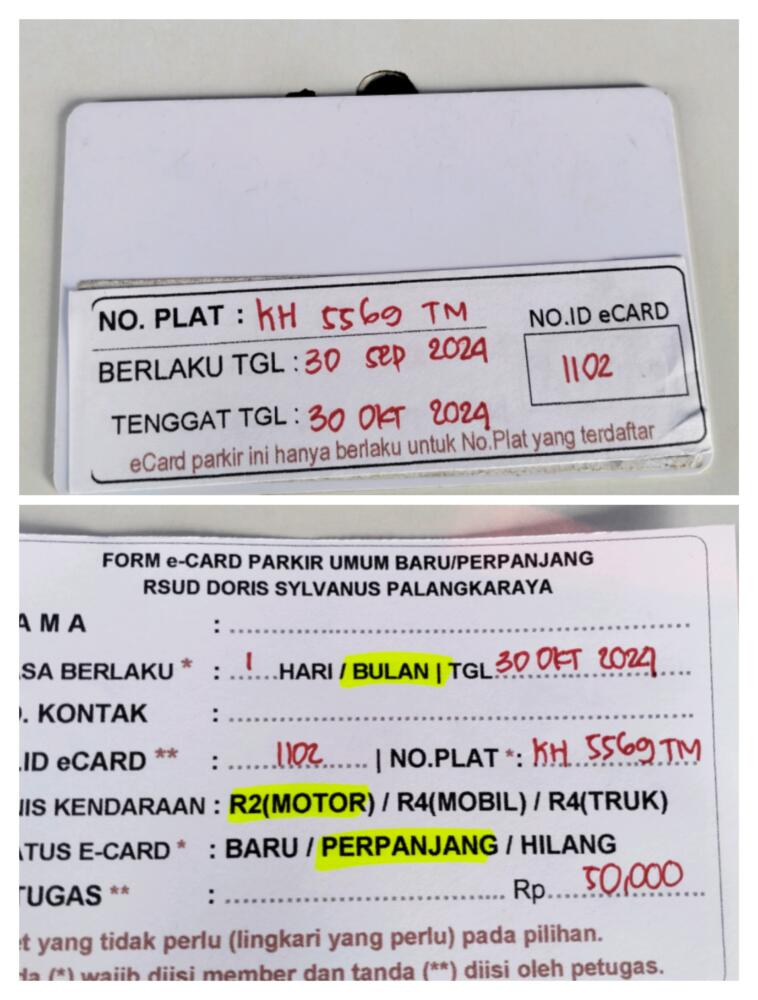 NO. PLAT : KH 5569 TM
NO.ID eCARD
BERLAKU TGL : 30 SEP 2024
1102
TENGGAT TGL : 30 OKT 2024
eCard parkir ini hanya berlaku untuk No.Plat yang terdaftar
FORM e-CARD PARKIR UMUM BARU/PERPANJANG
RSUD DORIS SYLVANUS PALANGKARAYA
AMA : ...............
SA BERLAKU * : ..1...HARI / BULAN | TGL 30 OKT 2024
. KONTAK : ...............
.ID eCARD ** : ...1102... | NO.PLAT *: KH 5569 TM
IS KENDARAAN : R2(MOTOR) / R4(MOBIL) / R4(TRUK)
ATUS E-CARD * : BARU / PERPANJANG / HILANG
TUGAS ** : ............... Rp...50,000
t yang tidak perlu (lingkari yang perlu) pada pilihan.
da (*) wajib diisi member dan tanda (**) diisi oleh petugas.